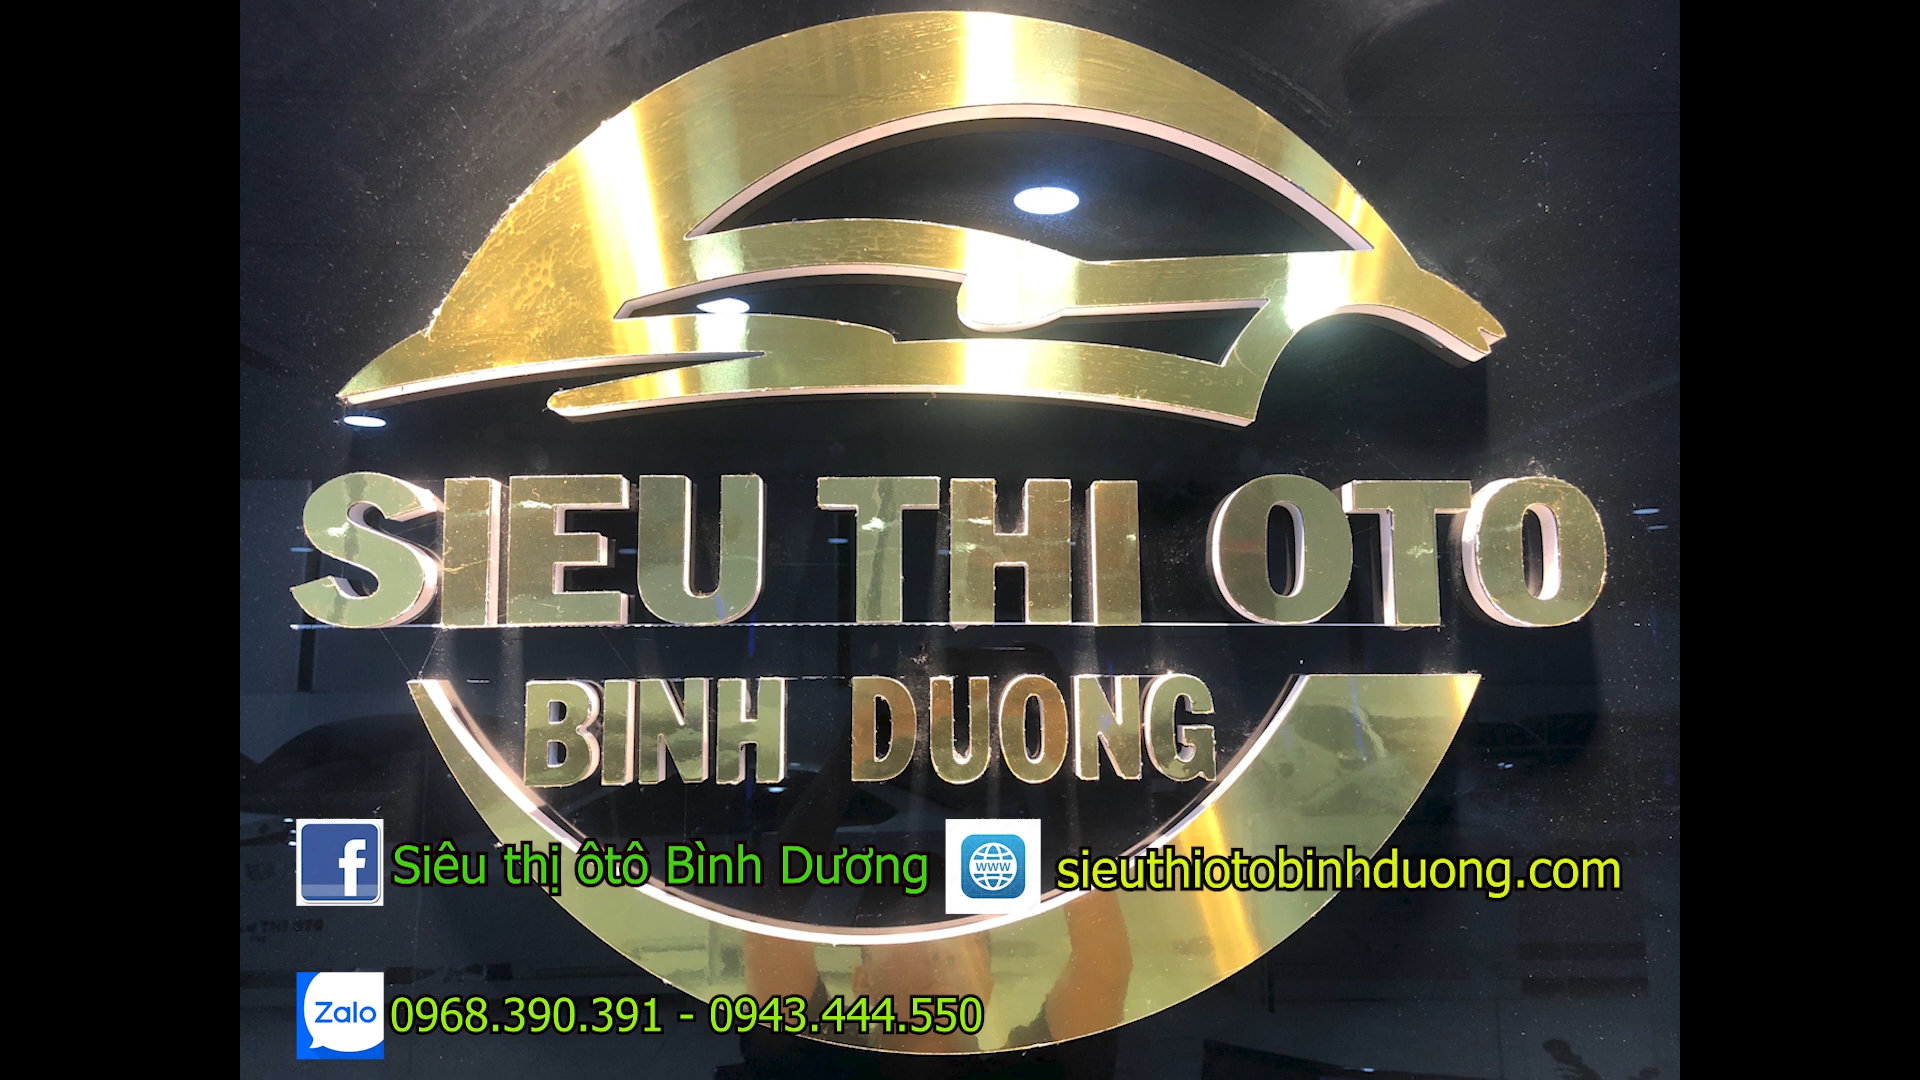 SIEU THI OTO
BINH DUONG
f Siêu thị ôtô Bình Dương
www sieuthiotobinhduong.com
Zalo 0968.390.391 - 0943.444.550